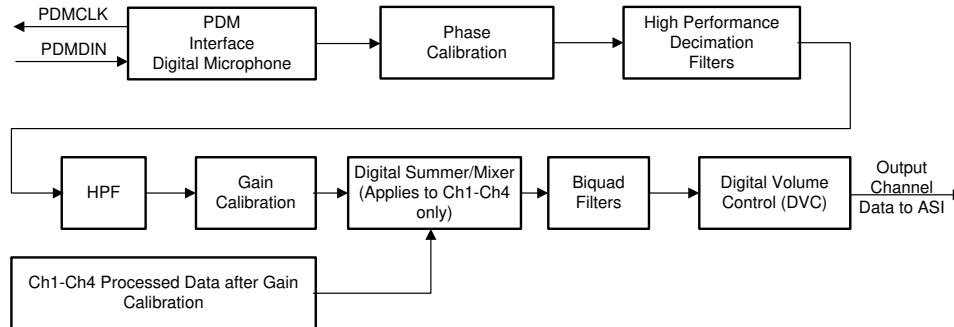 PDMCLK
PDMDIN
PDM
Interface
Digital Microphone
Phase
Calibration
High Performance
Decimation
Filters
HPF
Gain
Calibration
Digital Summer/Mixer
(Applies to Ch1-Ch4
only)
Biquad
Filters
Digital Volume
Control (DVC)
Output
Channel
Data to ASI
Ch1-Ch4 Processed Data after Gain
Calibration